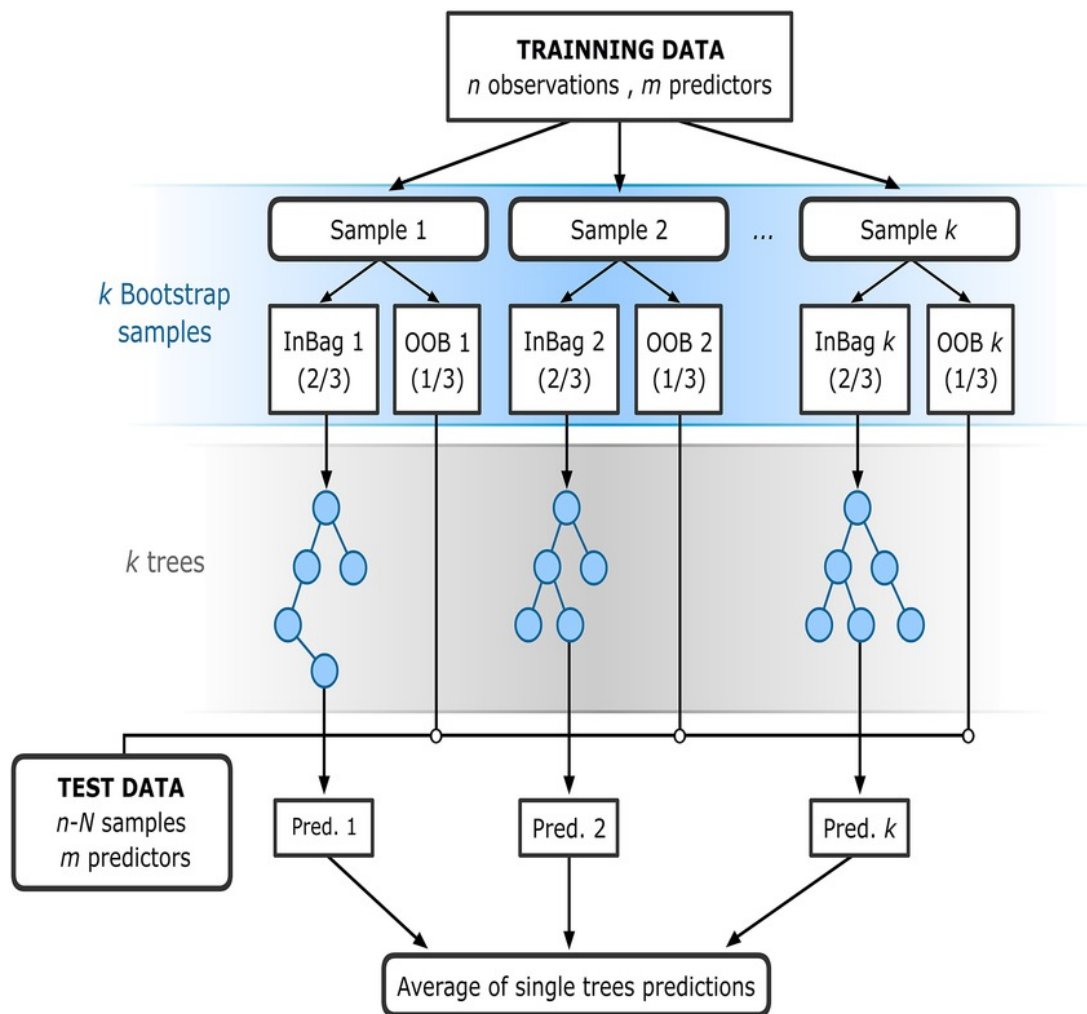 TRAINNING DATA
n observations , m predictors
Sample 1
Sample 2
...
Sample k
k Bootstrap
samples
InBag 1
(2/3)
OOB 1
(1/3)
InBag 2
(2/3)
OOB 2
(1/3)
InBag k
(2/3)
OOB k
(1/3)
k trees
TEST DATA
n-N samples
m predictors
Pred. 1
Pred. 2
Pred. k
Average of single trees predictions